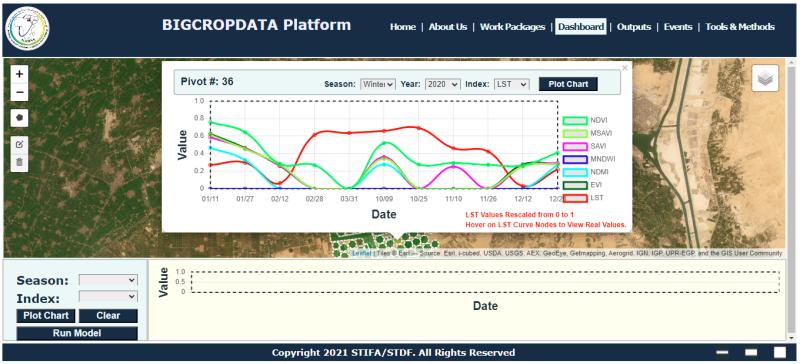 BIGCROPDATA Platform
Home | About Us | Work Packages | Dashboard | Outputs | Events | Tools & Methods
Pivot #: 36
Season: Winter Year: 2020 Index: LST Plot Chart
×
+
−
Value
1.0
0.8
0.6
0.4
0.2
0
01/11 01/27 02/12 02/28 03/31 10/09 10/25 11/10 11/26 12/12 12/2
Date
NDVI
MSAVI
SAVI
MNDWI
NDMI
EVI
LST
LST Values Rescaled from 0 to 1
Hover on LST Curve Nodes to View Real Values.
Leaflet | Tiles © Esri — Source: Esri, i-cubed, USDA, USGS, AEX, GeoEye, Getmapping, Aerogrid, IGN, IGP, UPR-EGP, and the GIS User Community
Season:
Index:
Plot Chart Clear
Run Model
Value
1.0
0.5
0
Date
Copyright 2021 STIFA/STDF. All Rights Reserved